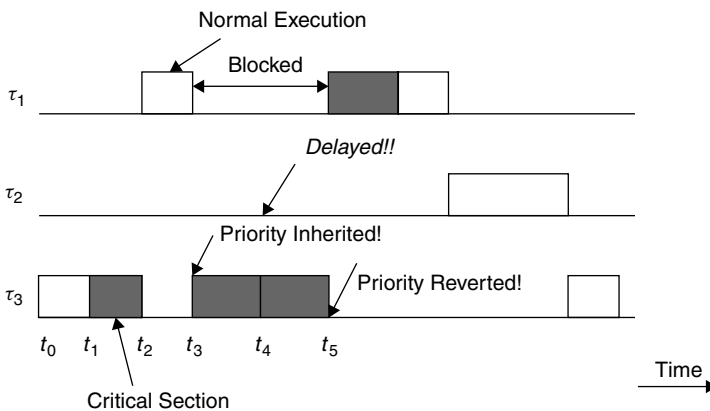 Normal Execution
Blocked
τ1
Delayed!!
τ2
Priority Inherited!
Priority Reverted!
τ3
t0 t1 t2 t3 t4 t5
Time
Critical Section